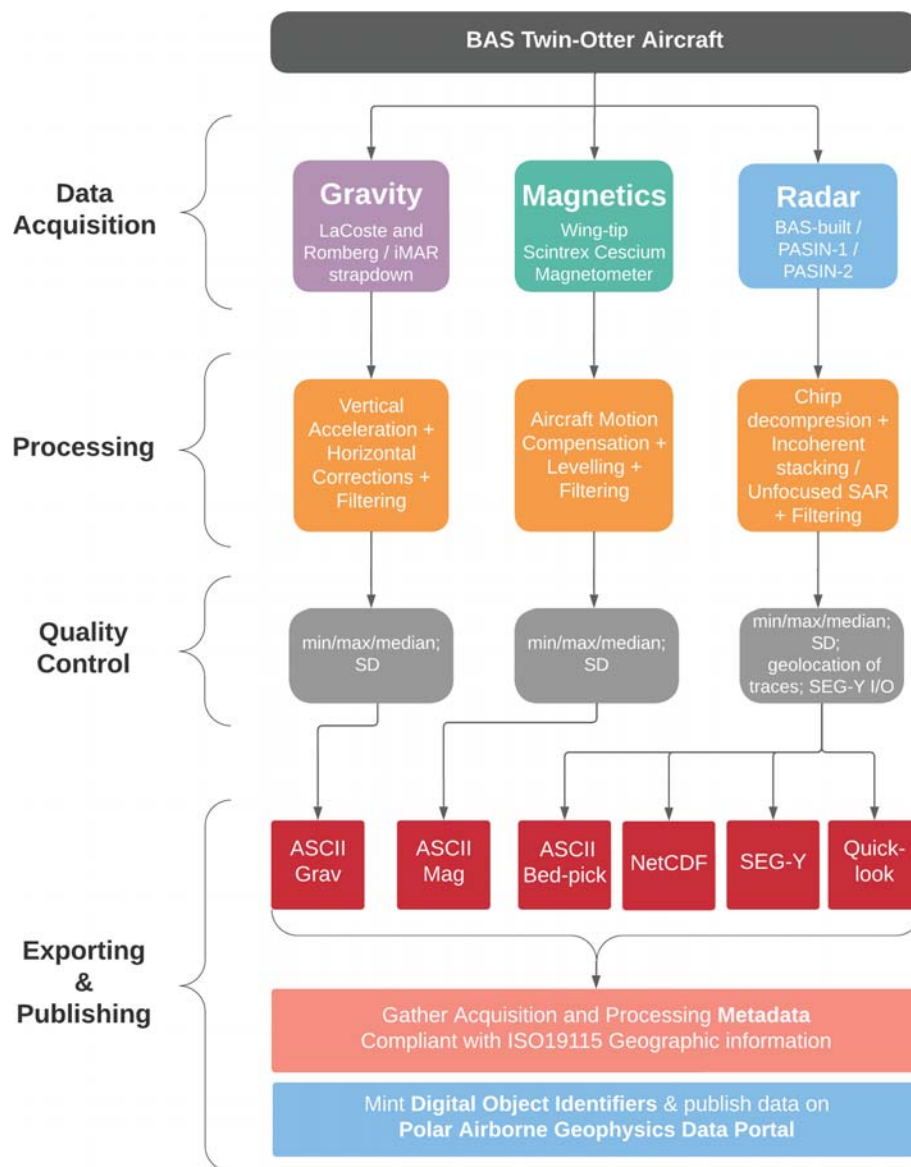 BAS Twin-Otter Aircraft
Data
Acquisition
Gravity
LaCoste and
Romberg / iMAR
strapdown
Magnetics
Wing-tip
Scintrex Cescium
Magnetometer
Radar
BAS-built /
PASIN-1 /
PASIN-2
Processing
Vertical
Acceleration +
Horizontal
Corrections +
Filtering
Aircraft Motion
Compensation +
Levelling +
Filtering
Chirp
decompresion +
Incoherent
stacking /
Unfocused SAR
+ Filtering
Quality
Control
min/max/median;
SD
min/max/median;
SD
min/max/median;
SD;
geolocation of
traces; SEG-Y I/O
Exporting
&
Publishing
ASCII
Grav
ASCII
Mag
ASCII
Bed-pick
NetCDF
SEG-Y
Quick-
look
Gather Acquisition and Processing Metadata
Compliant with ISO19115 Geographic information
Mint Digital Object Identifiers & publish data on
Polar Airborne Geophysics Data Portal